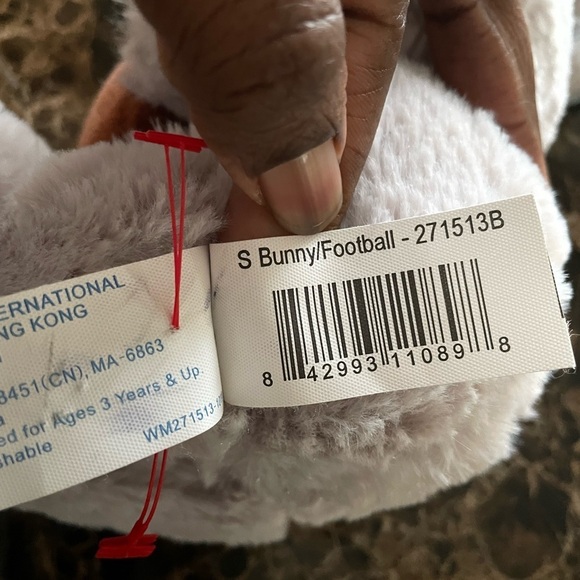 ERNATIONAL
NG KONG
3451(CN), MA-6863
ed for Ages 3 Years & Up.
WM271513-
S Bunny/Football - 271513B
8 42993 11089 8